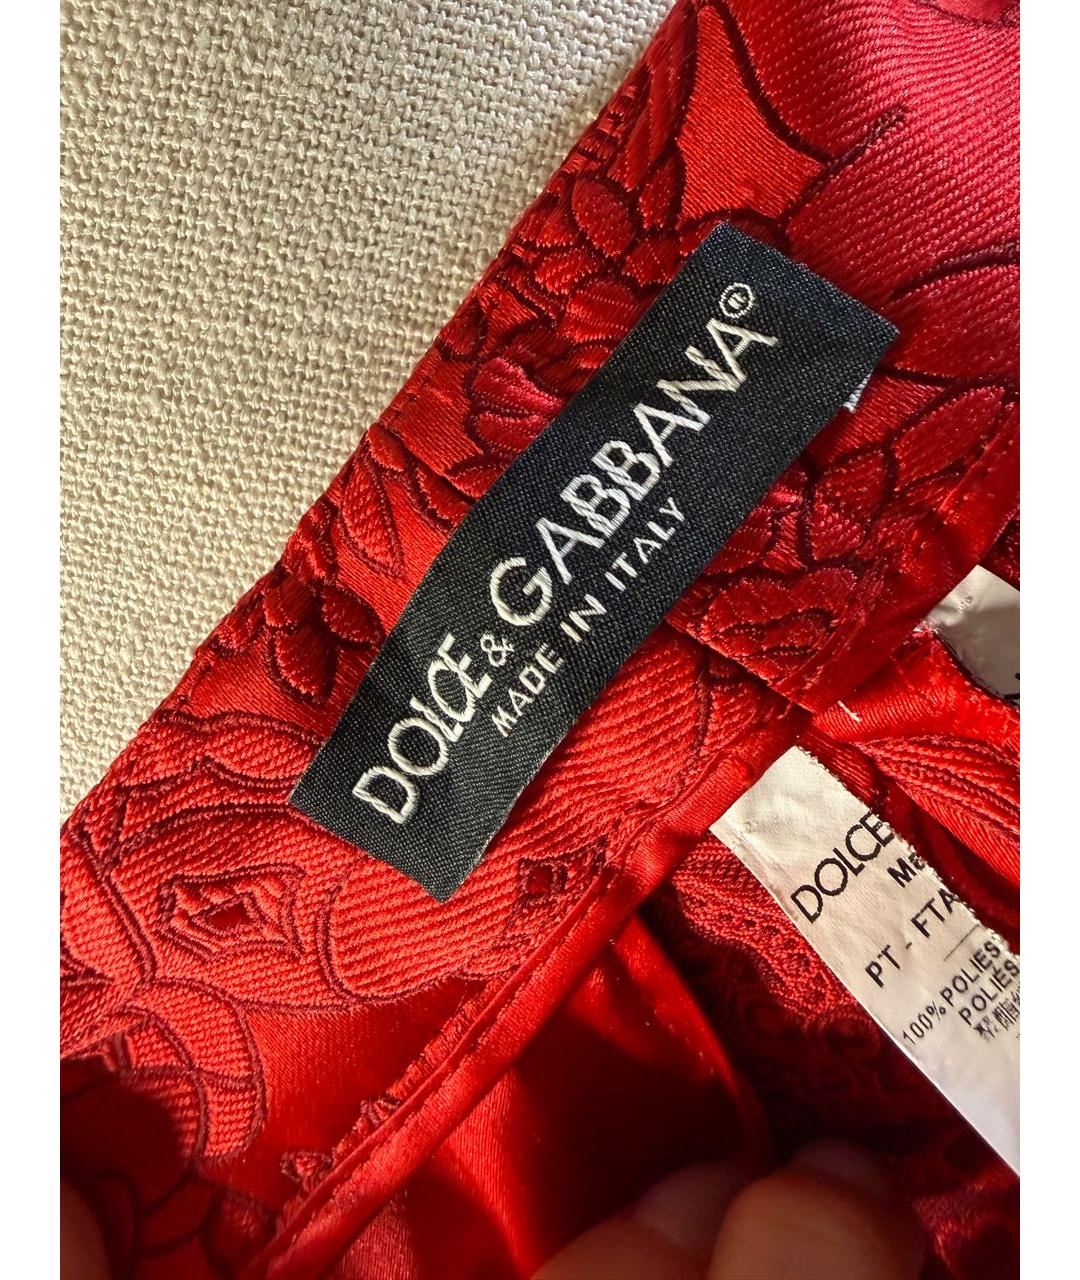 DOLCE & GABBANA®
MADE IN ITALY
DOLCE
PT - FTA
100% POLIES
POLIES